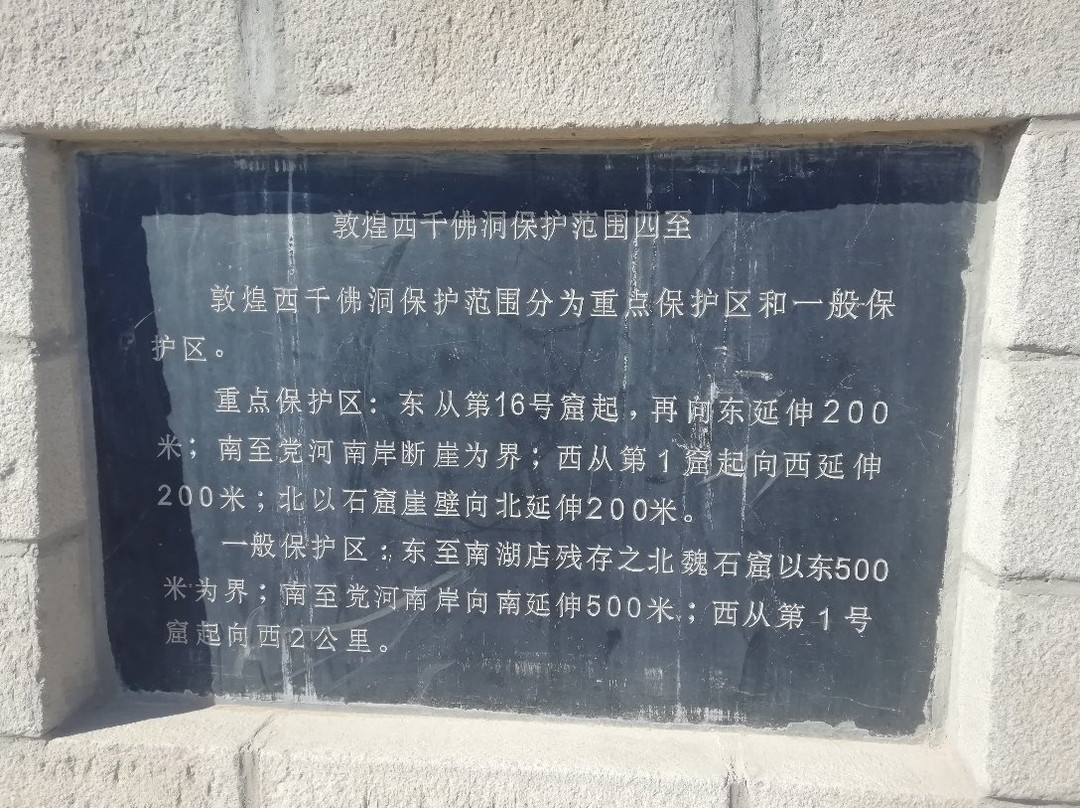 敦煌西千佛洞保护范围四至
敦煌西千佛洞保护范围分为重点保护区和一般保
护区。
重点保护区：东从第16号窟起，再向东延伸200
米；南至党河南岸断崖为界；西从第1窟起向西延伸
200米；北以石窟崖壁向北延伸200米。
一般保护区：东至南湖店残存之北魏石窟以东500
米为界；南至党河南岸向南延伸500米；西从第1号
窟起向西2公里。